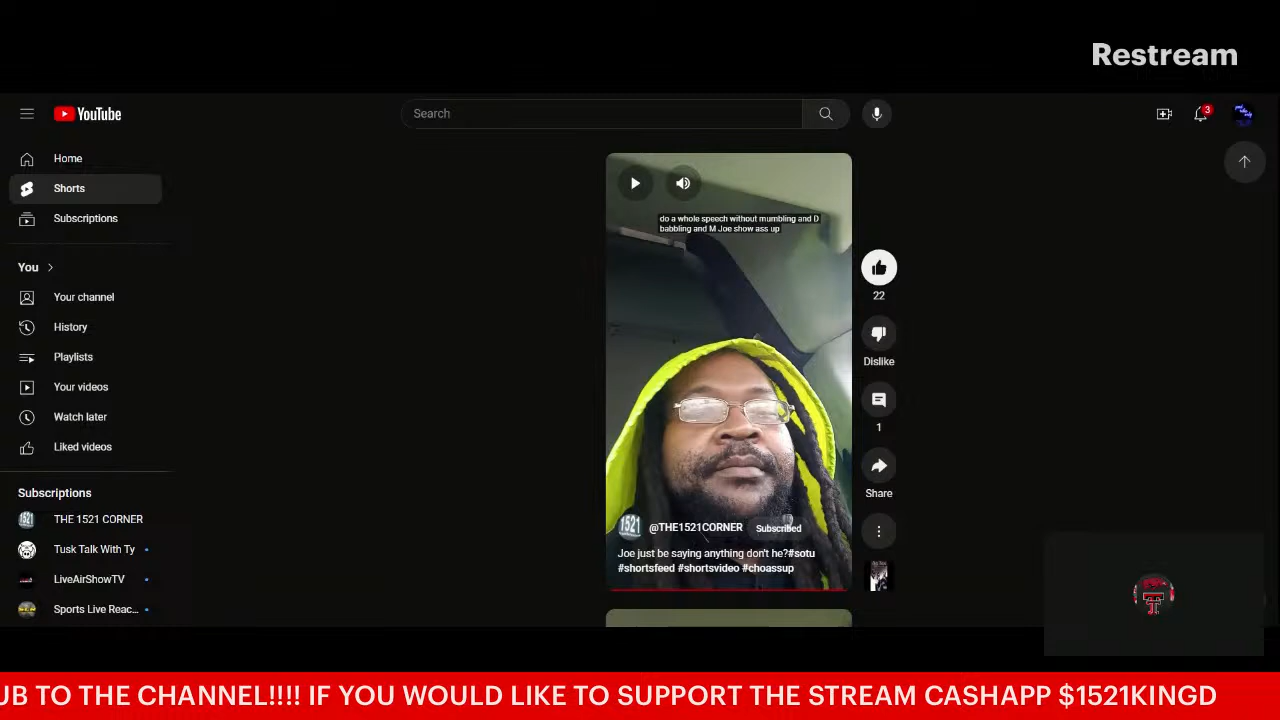 Restream
YouTube
Search
3
Home
Shorts
Subscriptions
You
Your channel
History
Playlists
Your videos
Watch later
Liked videos
Subscriptions
1521
THE 1521 CORNER
Tusk Talk With Ty
LiveAirShowTV
Sports Live Reac...
do a whole speech without mumbling and D
babbling and M Joe show ass up
22
Dislike
1
Share
1521
@THE1521CORNER
Subscribed
Joe just be saying anything don't he?#sotu
#shortsfeed #shortsvideo #choassup
UB TO THE CHANNEL!!!! IF YOU WOULD LIKE TO SUPPORT THE STREAM CASHAPP $1521KINGD